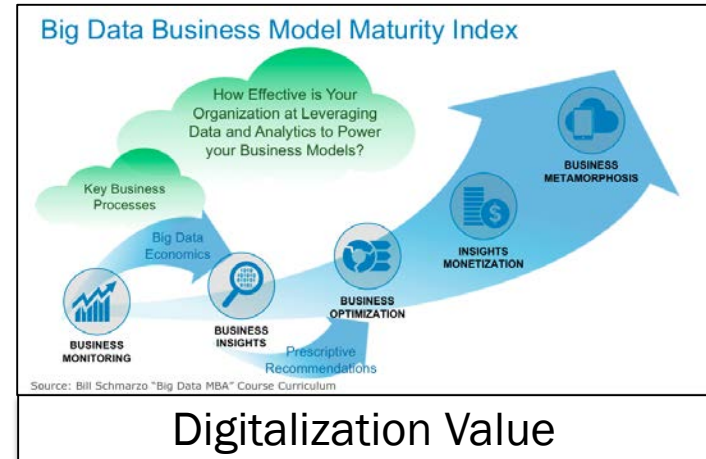 Big Data Business Model Maturity Index
How Effective is Your
Organization at Leveraging
Data and Analytics to Power
your Business Models?
Key Business
Processes
Big Data
Economics
BUSINESS
MONITORING
BUSINESS
INSIGHTS
Prescriptive
Recommendations
BUSINESS
OPTIMIZATION
$
INSIGHTS
MONETIZATION
BUSINESS
METAMORPHOSIS
Source: Bill Schmarzo "Big Data MBA" Course Curriculum
Digitalization Value